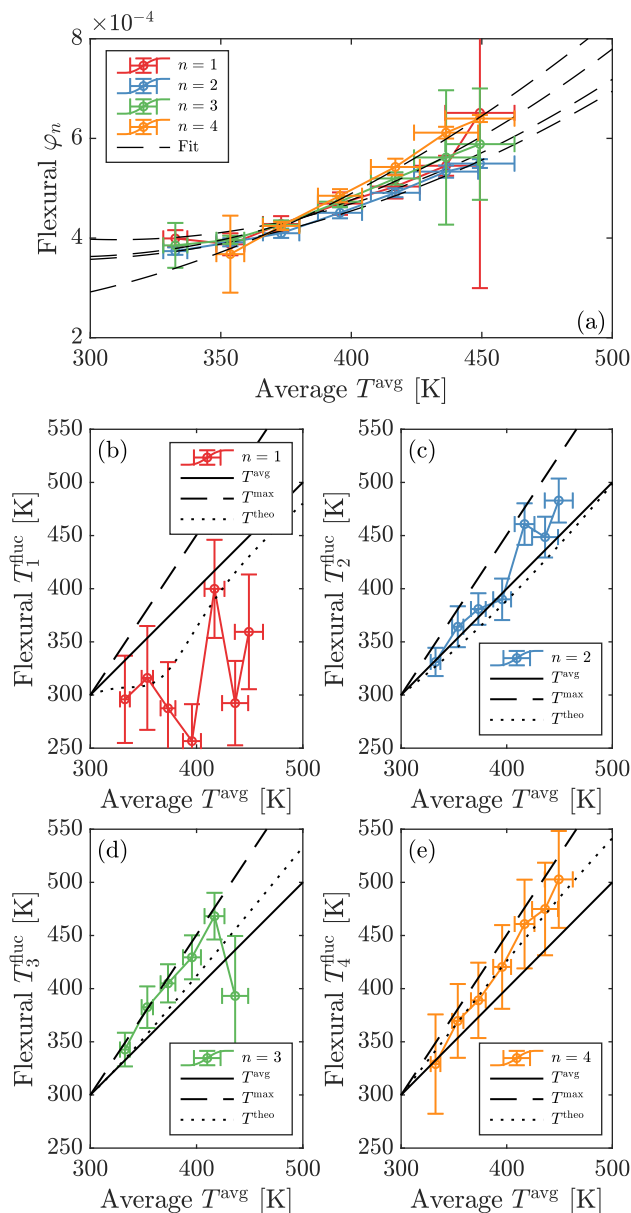 ×10⁻⁴
8
6
4
2
Flexural φₙ
n = 1
n = 2
n = 3
n = 4
Fit
(a)
300 350 400 450 500
Average Tᵃᵛᵍ [K]
(b)
550
500
450
400
350
300
250
Flexural T₁ᶠˡᵘᶜ [K]
n = 1
Tᵃᵛᵍ
Tᵐᵃˣ
Tᵗʰᵉᵒ
300 400 500
Average Tᵃᵛᵍ [K]
(c)
550
500
450
400
350
300
250
Flexural T₂ᶠˡᵘᶜ [K]
n = 2
Tᵃᵛᵍ
Tᵐᵃˣ
Tᵗʰᵉᵒ
300 400 500
Average Tᵃᵛᵍ [K]
(d)
550
500
450
400
350
300
250
Flexural T₃ᶠˡᵘᶜ [K]
n = 3
Tᵃᵛᵍ
Tᵐᵃˣ
Tᵗʰᵉᵒ
300 400 500
Average Tᵃᵛᵍ [K]
(e)
550
500
450
400
350
300
250
Flexural T₄ᶠˡᵘᶜ [K]
n = 4
Tᵃᵛᵍ
Tᵐᵃˣ
Tᵗʰᵉᵒ
300 400 500
Average Tᵃᵛᵍ [K]